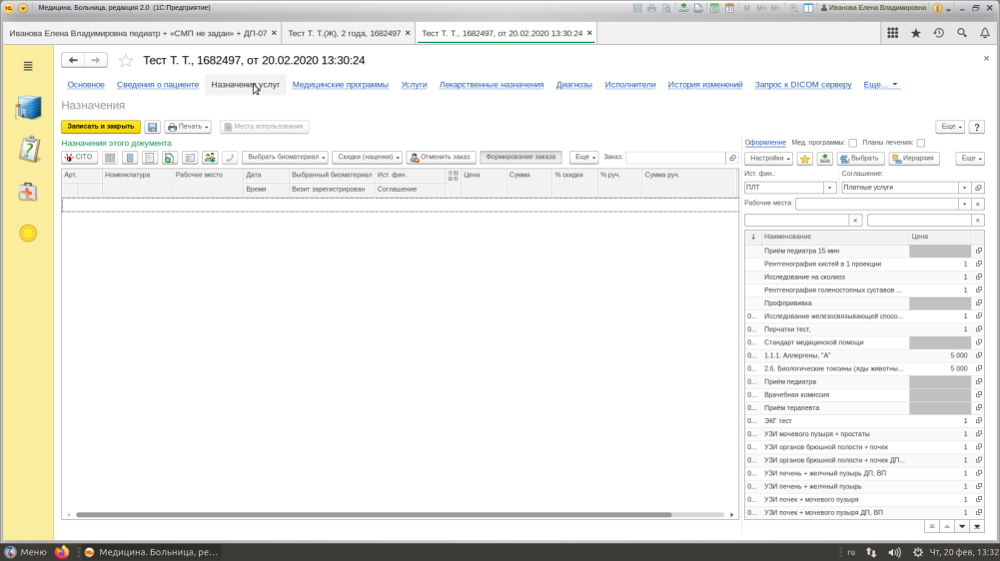 Медицина. Больница, редакция 2.0 (1С:Предприятие)
M M+ M-
Иванова Елена Владимировна
Иванова Елена Владимировна педиатр + «СМП не задан» + ДП-07 ×
Тест Т. Т.(Ж), 2 года, 1682497 ×
Тест Т. Т., 1682497, от 20.02.2020 13:30:24 ×
Тест Т. Т., 1682497, от 20.02.2020 13:30:24
Основное Сведения о пациенте Назначения услуг Медицинские программы Услуги Лекарственные назначения Диагнозы Исполнители История изменений Запрос к DICOM серверу Еще...
Назначения
Записать и закрыть Печать Места использования Еще ?
Назначения этого документа
CITO Выбрать биоматериал Скидки (наценки) Отменить заказ Формирование заказа Еще Заказ:
Арт. Номенклатура Рабочее место Дата Выбранный биоматериал Ист. фин. Цена Сумма % скидки % руч. Сумма руч.
Время Визит зарегистрирован Соглашение
Оформление Мед. программы: Планы лечения:
Настройки Выбрать Иерархия Еще
Ист. фин.: Соглашение:
ПЛТ Платные услуги
Рабочие места:
↓ Наименование Цена
Приём педиатра 15 мин
Рентгенография кистей в 1 проекции 1
Исследование на сколиоз 1
Рентгенография голеностопных суставов ... 1
Профпрививка
0... Исследование железосвязывающей спосо... 1
0... Перчатки тест, 1
0... Стандарт медицинской помощи
0... 1.1.1. Аллергены, "А" 5 000
0... 2.6. Биологические токсины (яды животны... 5 000
0... Приём педиатра
0... Врачебная комиссия
0... Приём терапевта
0... ЭКГ тест 1
0... УЗИ мочевого пузыря + простаты 1
0... УЗИ органов брюшной полости + почек 1
0... УЗИ органов брюшной полости + почек ДП... 1
0... УЗИ печень + желчный пузырь ДП, ВП 1
0... УЗИ печень + желчный пузырь 1
0... УЗИ почек + мочевого пузыря 1
0... УЗИ почек + мочевого пузыря ДП, ВП 1
Меню Медицина. Больница, ре... ru Чт, 20 фев, 13:32